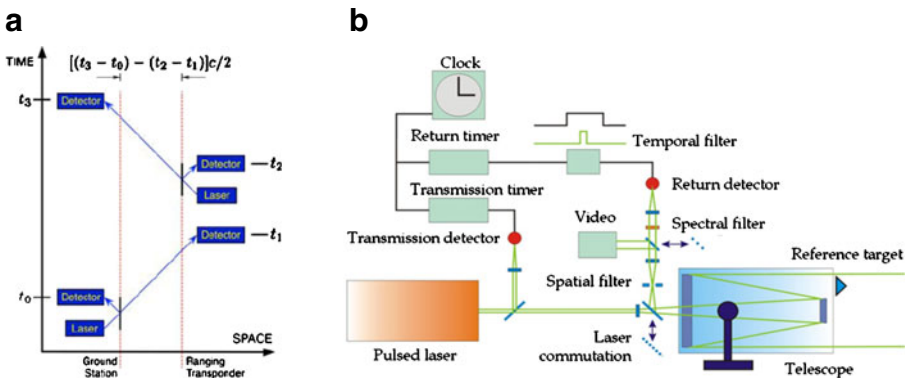 a
[(t3 − t0) − (t2 − t1)]c/2
TIME
t3
Detector
Detector
t2
Laser
Detector
t1
t0
Detector
Laser
SPACE
Ground
Station
Ranging
Transponder
b
Clock
Return timer
Temporal filter
Transmission timer
Return detector
Transmission detector
Video
Spectral filter
Reference target
Spatial filter
Pulsed laser
Laser
commutation
Telescope